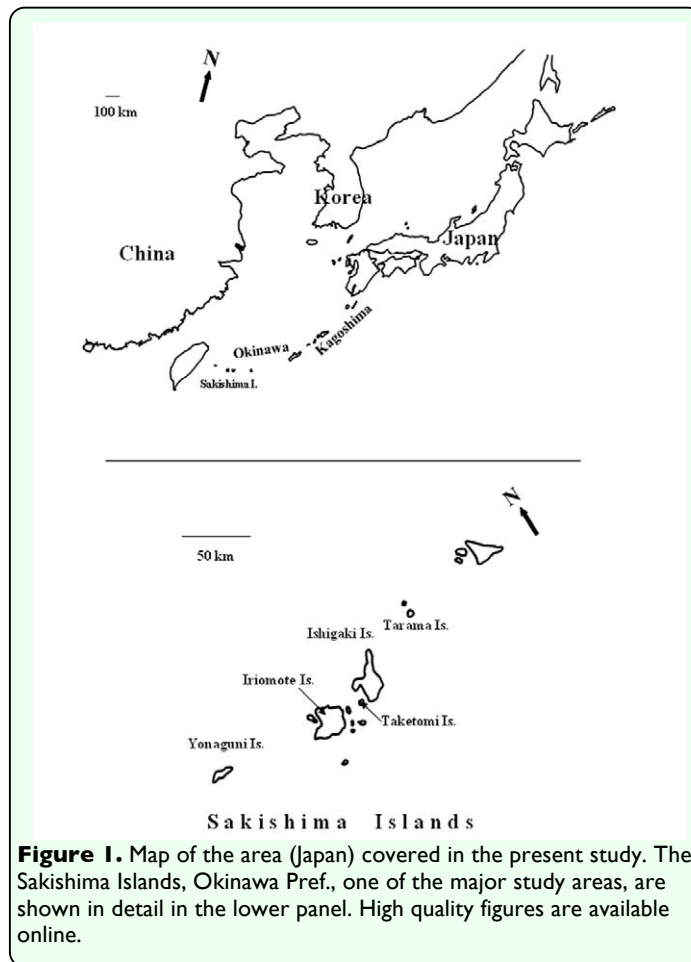 N
100 km
Korea
China
Japan
Kagoshima
Okinawa
Sakishima I.
N
50 km
Tarama Is.
Ishigaki Is.
Iriomote Is.
Taketomi Is.
Yonaguni Is.
Sakishima Islands
Figure 1. Map of the area (Japan) covered in the present study. The
Sakishima Islands, Okinawa Pref., one of the major study areas, are
shown in detail in the lower panel. High quality figures are available
online.